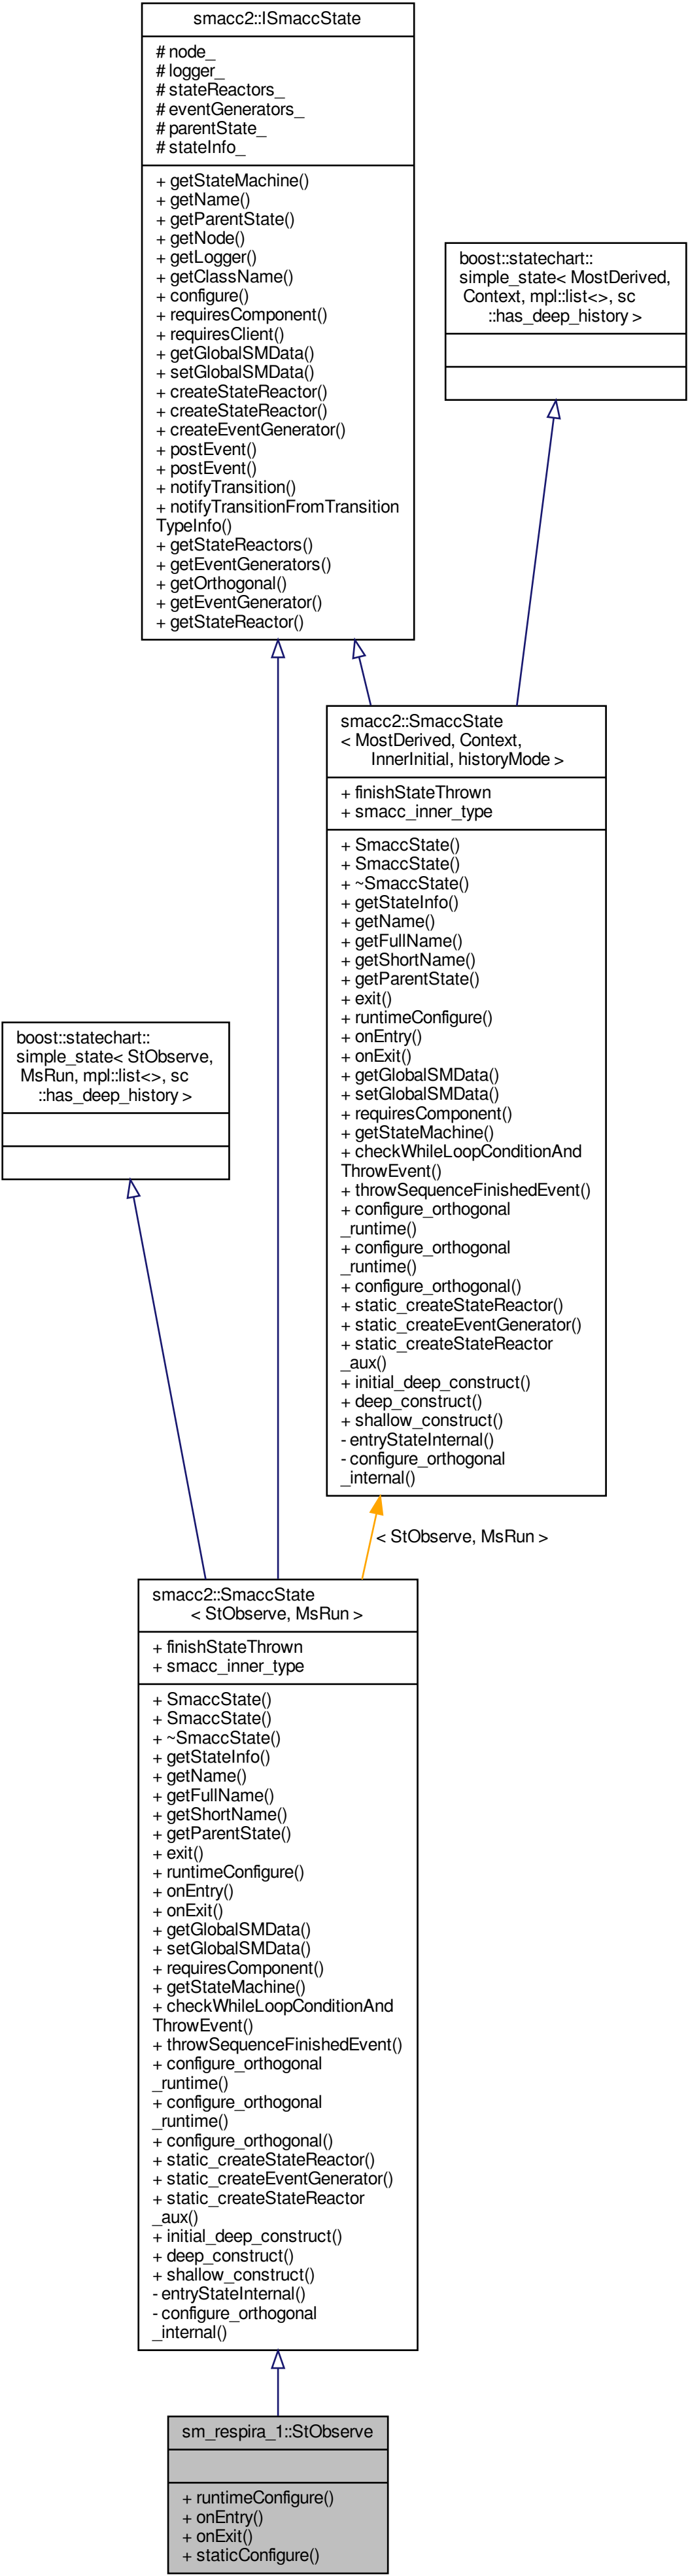 smacc2::ISmaccState
# node_
# logger_
# stateReactors_
# eventGenerators_
# parentState_
# stateInfo_
+ getStateMachine()
+ getName()
+ getParentState()
+ getNode()
+ getLogger()
+ getClassName()
+ configure()
+ requiresComponent()
+ requiresClient()
+ getGlobalSMData()
+ setGlobalSMData()
+ createStateReactor()
+ createStateReactor()
+ createEventGenerator()
+ postEvent()
+ postEvent()
+ notifyTransition()
+ notifyTransitionFromTransition
TypeInfo()
+ getStateReactors()
+ getEventGenerators()
+ getOrthogonal()
+ getEventGenerator()
+ getStateReactor()
boost::statechart::
simple_state< MostDerived,
Context, mpl::list<>, sc
::has_deep_history >
smacc2::SmaccState
< MostDerived, Context,
InnerInitial, historyMode >
+ finishStateThrown
+ smacc_inner_type
+ SmaccState()
+ SmaccState()
+ ~SmaccState()
+ getStateInfo()
+ getName()
+ getFullName()
+ getShortName()
+ getParentState()
+ exit()
+ runtimeConfigure()
+ onEntry()
+ onExit()
+ getGlobalSMData()
+ setGlobalSMData()
+ requiresComponent()
+ getStateMachine()
+ checkWhileLoopConditionAnd
ThrowEvent()
+ throwSequenceFinishedEvent()
+ configure_orthogonal
_runtime()
+ configure_orthogonal
_runtime()
+ configure_orthogonal()
+ static_createStateReactor()
+ static_createEventGenerator()
+ static_createStateReactor
_aux()
+ initial_deep_construct()
+ deep_construct()
+ shallow_construct()
- entryStateInternal()
- configure_orthogonal
_internal()
boost::statechart::
simple_state< StObserve,
MsRun, mpl::list<>, sc
::has_deep_history >
< StObserve, MsRun >
smacc2::SmaccState
< StObserve, MsRun >
+ finishStateThrown
+ smacc_inner_type
+ SmaccState()
+ SmaccState()
+ ~SmaccState()
+ getStateInfo()
+ getName()
+ getFullName()
+ getShortName()
+ getParentState()
+ exit()
+ runtimeConfigure()
+ onEntry()
+ onExit()
+ getGlobalSMData()
+ setGlobalSMData()
+ requiresComponent()
+ getStateMachine()
+ checkWhileLoopConditionAnd
ThrowEvent()
+ throwSequenceFinishedEvent()
+ configure_orthogonal
_runtime()
+ configure_orthogonal
_runtime()
+ configure_orthogonal()
+ static_createStateReactor()
+ static_createEventGenerator()
+ static_createStateReactor
_aux()
+ initial_deep_construct()
+ deep_construct()
+ shallow_construct()
- entryStateInternal()
- configure_orthogonal
_internal()
sm_respira_1::StObserve
+ runtimeConfigure()
+ onEntry()
+ onExit()
+ staticConfigure()